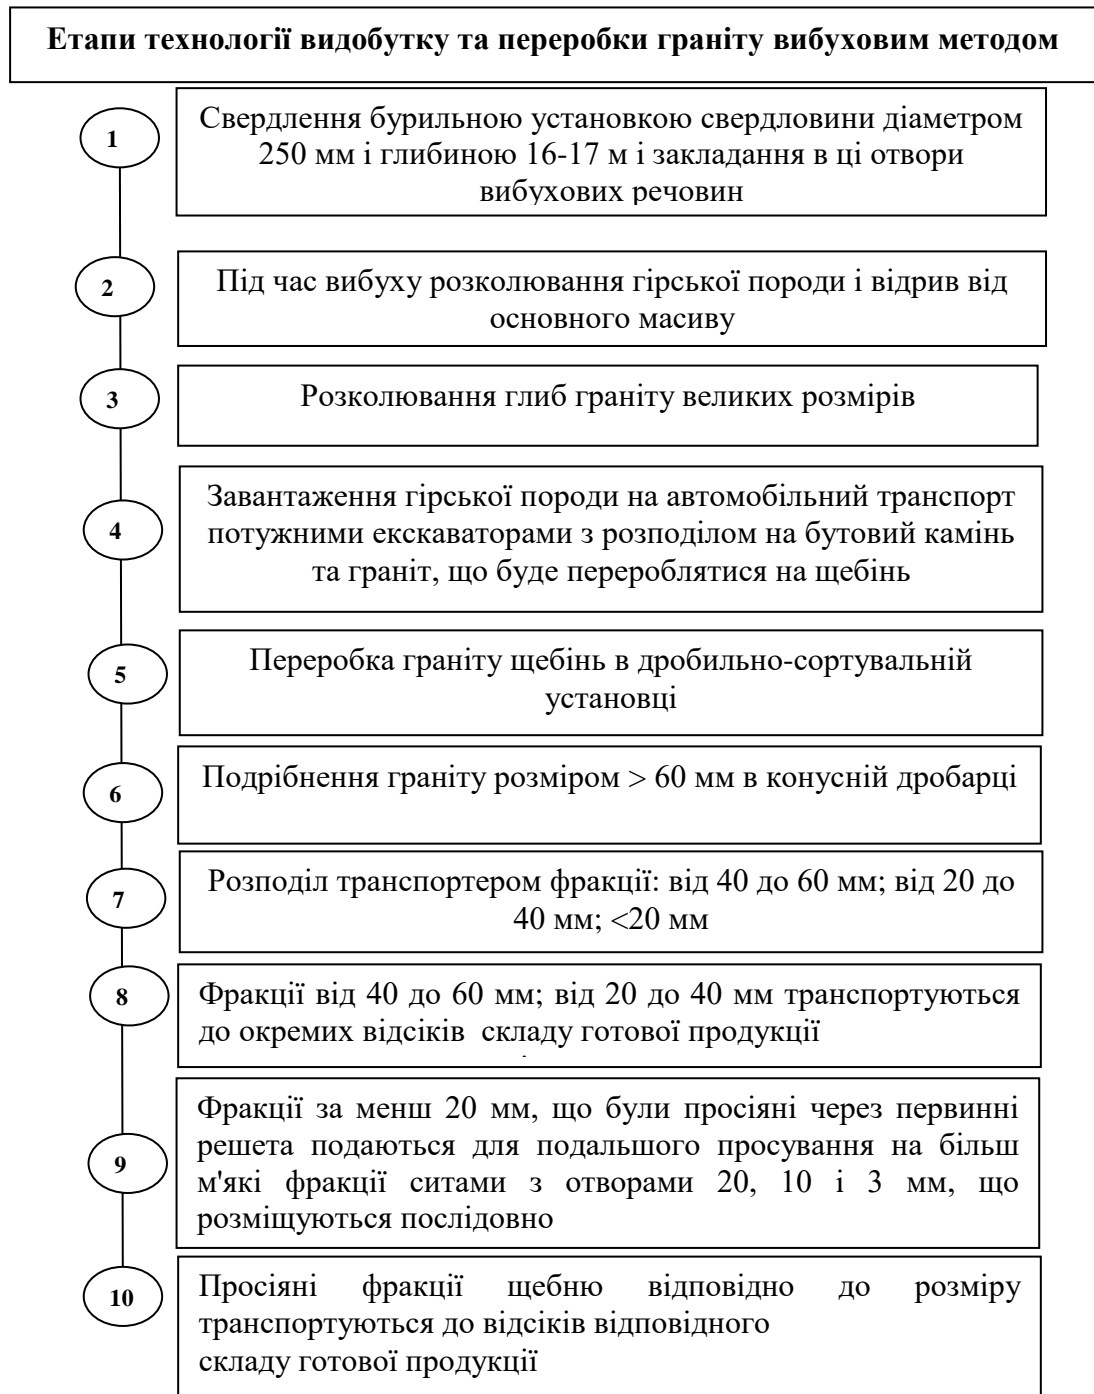 Етапи технології видобутку та переробки граніту вибуховим методом
1
Свердлення бурильною установкою свердловини діаметром
250 мм і глибиною 16-17 м і закладання в ці отвори
вибухових речовин
2
Під час вибуху розколювання гірської породи і відрив від
основного масиву
3
Розколювання глиб граніту великих розмірів
4
Завантаження гірської породи на автомобільний транспорт
потужними екскаваторами з розподілом на бутовий камінь
та граніт, що буде перероблятися на щебінь
5
Переробка граніту щебінь в дробильно-сортувальній
установці
6
Подрібнення граніту розміром > 60 мм в конусній дробарці
7
Розподіл транспортером фракції: від 40 до 60 мм; від 20 до
40 мм; <20 мм
8
Фракції від 40 до 60 мм; від 20 до 40 мм транспортуються
до окремих відсіків складу готової продукції
9
Фракції за менш 20 мм, що були просіяні через первинні
решета подаються для подальшого просування на більш
м'які фракції ситами з отворами 20, 10 і 3 мм, що
розміщуються послідовно
10
Просіяні фракції щебню відповідно до розміру
транспортуються до відсіків відповідного
складу готової продукції